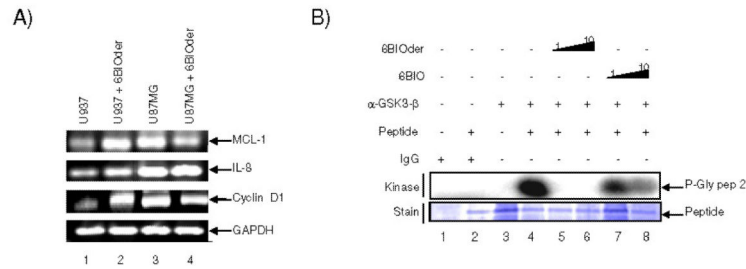 A)
U937
U937 + 6BIOder
U87MG
U87MG + 6BIOder
MCL-1
IL-8
Cyclin D1
GAPDH
1 2 3 4
B)
6BIOder - - - - 1 10 - -
6BIO - - - - - - 1 10
α-GSK3-β - - + + + + + +
Peptide - + - + + + + +
IgG + + - - - - - -
Kinase
P-Gly pep 2
Stain
Peptide
1 2 3 4 5 6 7 8